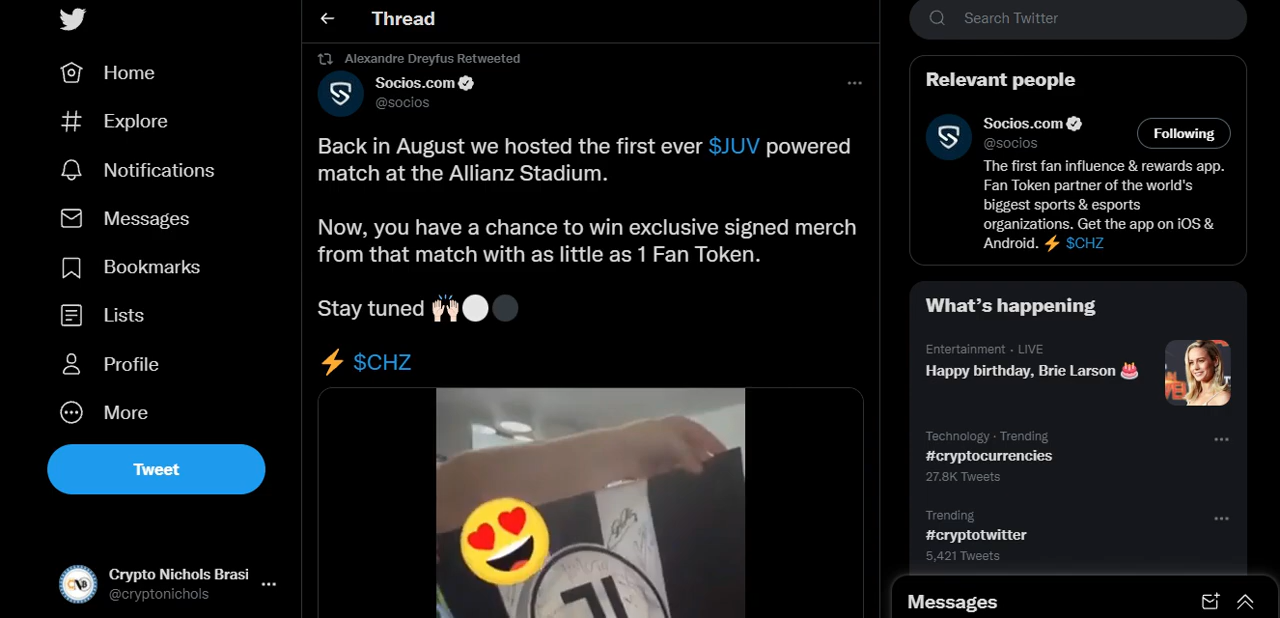 Home
Explore
Notifications
Messages
Bookmarks
Lists
Profile
More
Tweet
Crypto Nichols Brasi
@cryptonichols
Thread
Alexandre Dreyfus Retweeted
Socios.com
@socios
Back in August we hosted the first ever $JUV powered
match at the Allianz Stadium.
Now, you have a chance to win exclusive signed merch
from that match with as little as 1 Fan Token.
Stay tuned 🙌🏻⚪⚫
⚡ $CHZ
Search Twitter
Relevant people
Socios.com
@socios
Following
The first fan influence & rewards app.
Fan Token partner of the world's
biggest sports & esports
organizations. Get the app on iOS &
Android. ⚡ $CHZ
What's happening
Entertainment · LIVE
Happy birthday, Brie Larson 🎂
Technology · Trending
#cryptocurrencies
27.8K Tweets
Trending
#cryptotwitter
5,421 Tweets
Messages